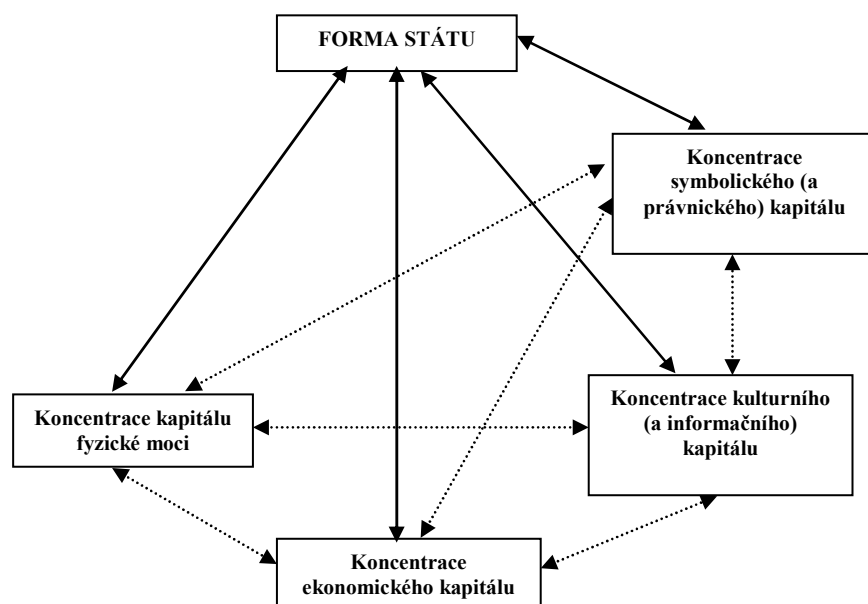 FORMA STÁTU
Koncentrace
symbolického (a
právnického) kapitálu
Koncentrace kapitálu
fyzické moci
Koncentrace kulturního
(a informačního)
kapitálu
Koncentrace
ekonomického kapitálu